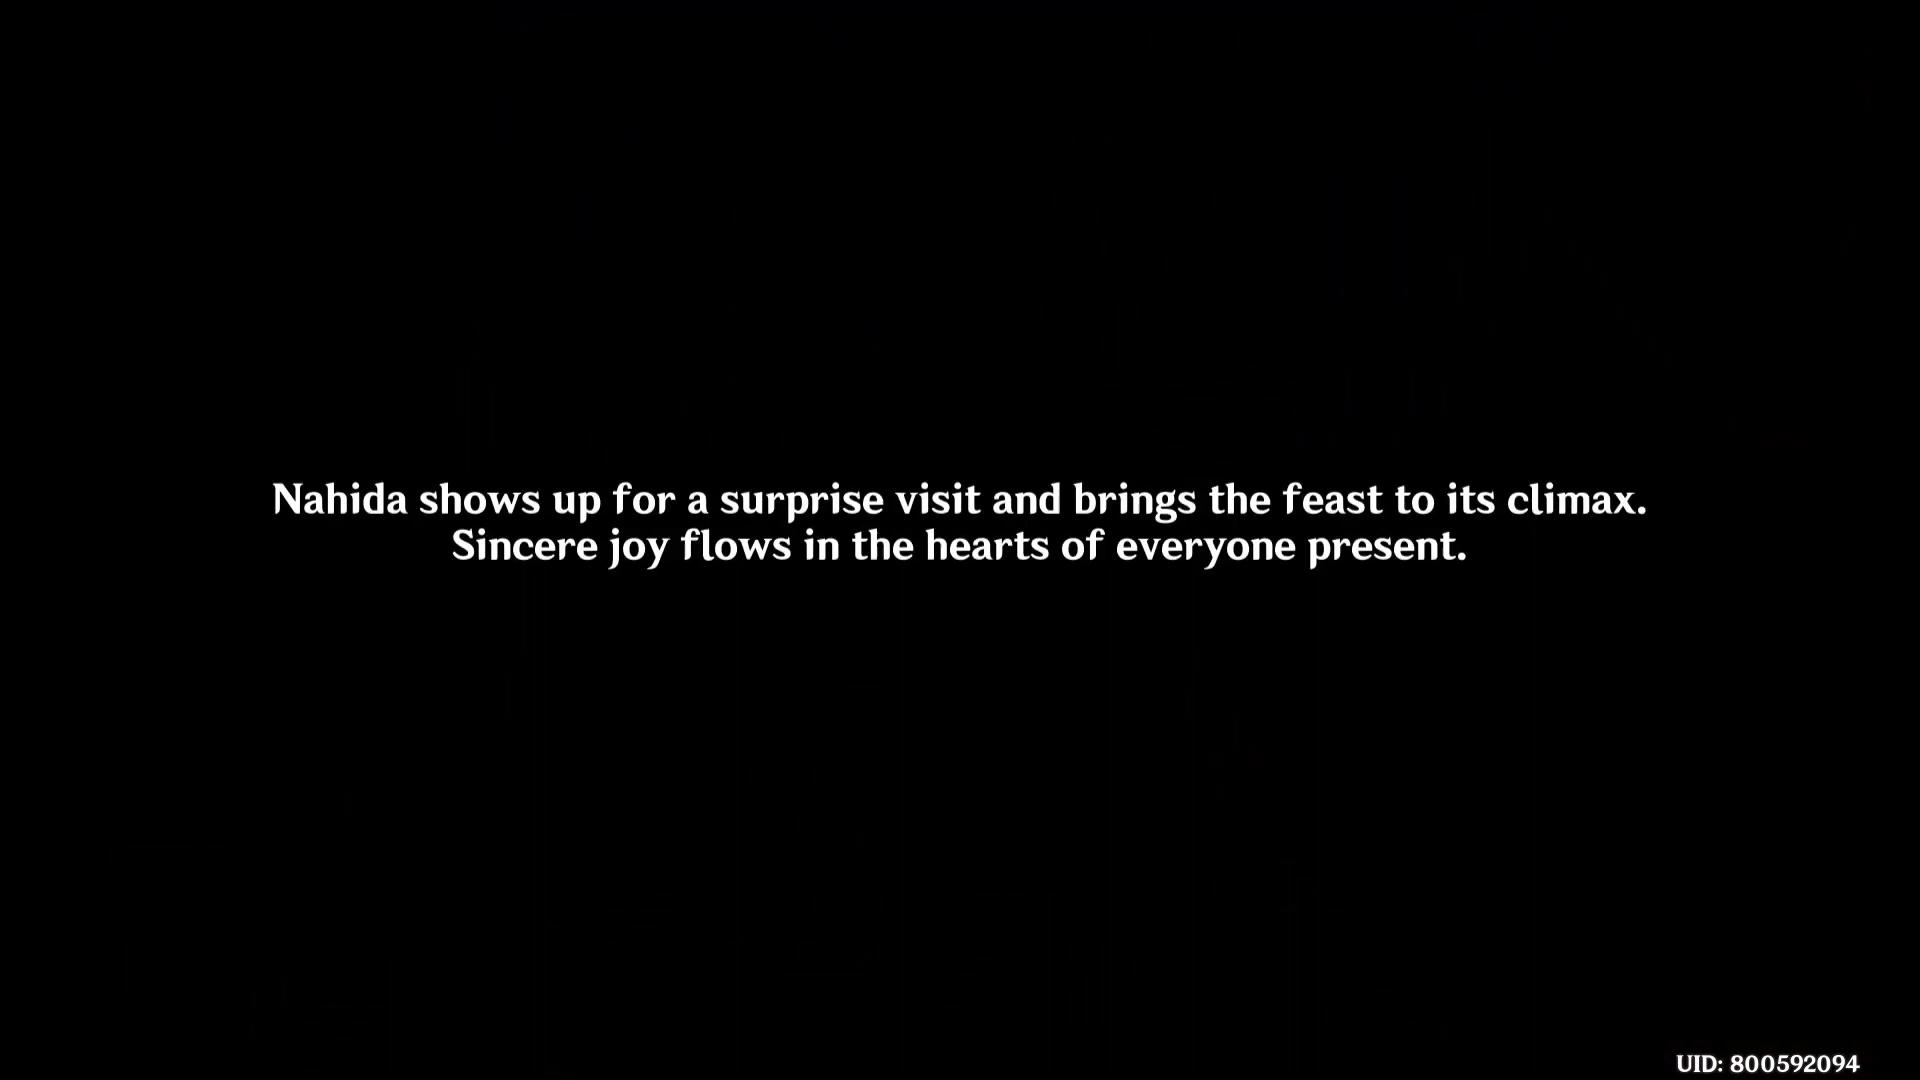 Nahida shows up for a surprise visit and brings the feast to its climax.
Sincere joy flows in the hearts of everyone present.
UID: 800592094